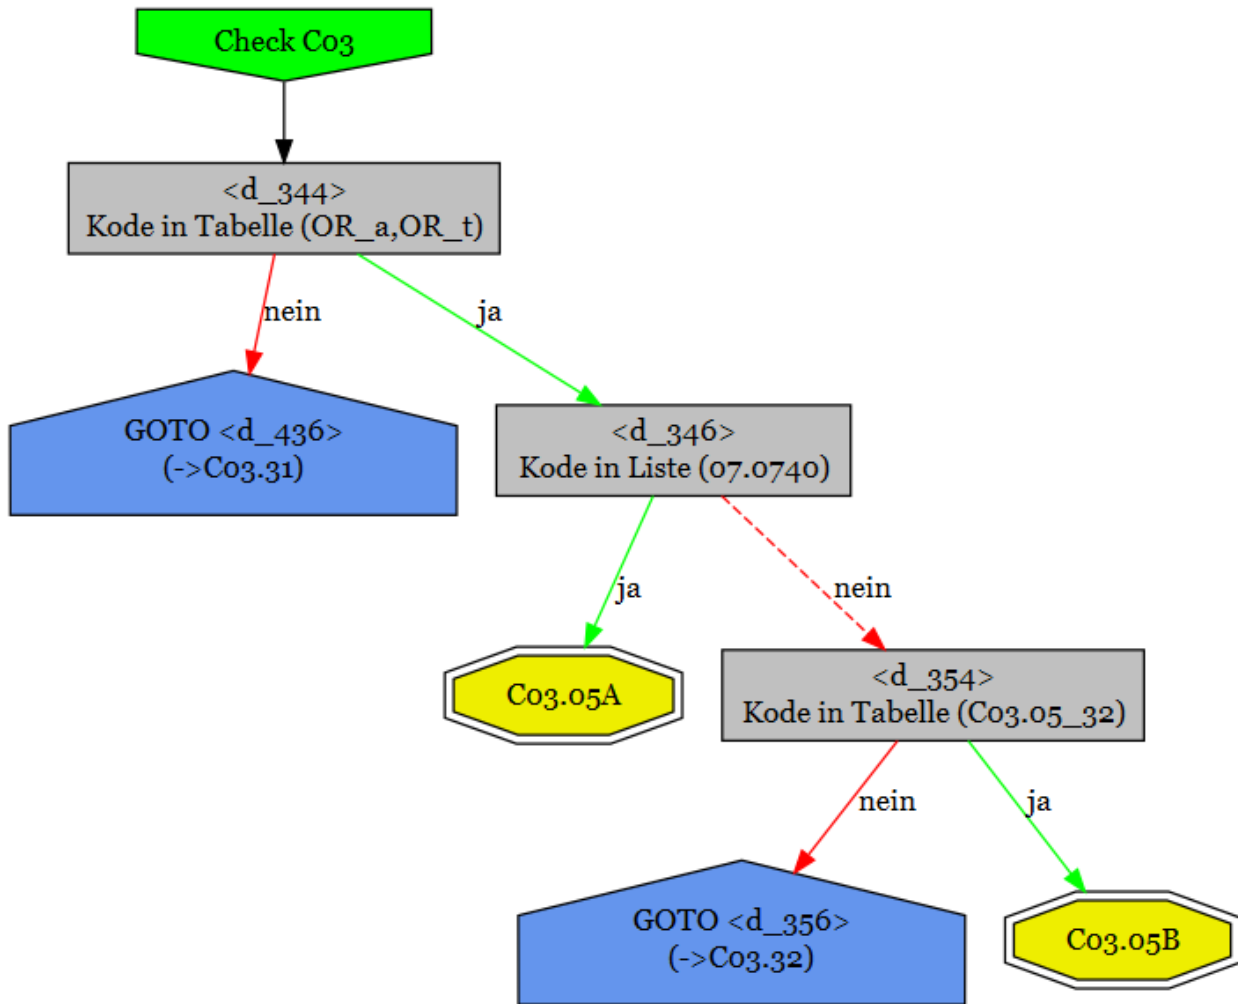 Check C03
<d_344>
Kode in Tabelle (OR_a,OR_t)
nein
ja
GOTO <d_436>
(->C03.31)
<d_346>
Kode in Liste (07.0740)
ja
nein
C03.05A
<d_354>
Kode in Tabelle (C03.05_32)
nein
ja
GOTO <d_356>
(->C03.32)
C03.05B